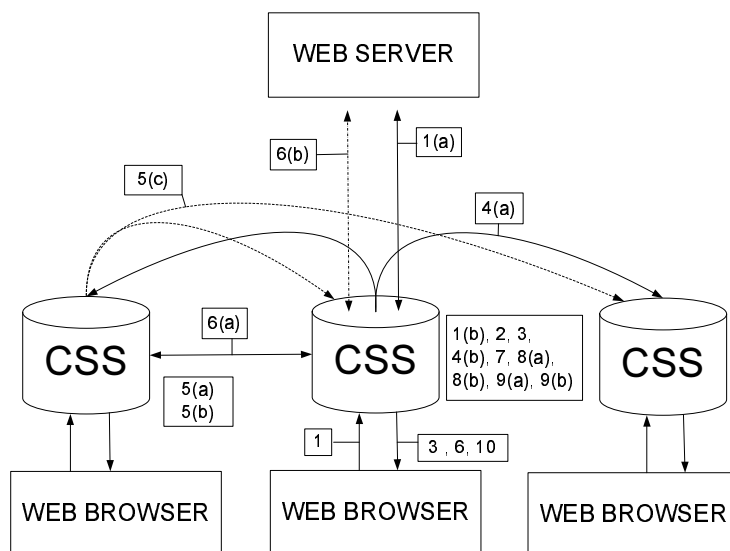 WEB SERVER
6(b)
1(a)
5(c)
4(a)
6(a)
CSS
CSS
CSS
1(b), 2, 3,
4(b), 7, 8(a),
8(b), 9(a), 9(b)
5(a)
5(b)
1
3 , 6, 10
WEB BROWSER
WEB BROWSER
WEB BROWSER